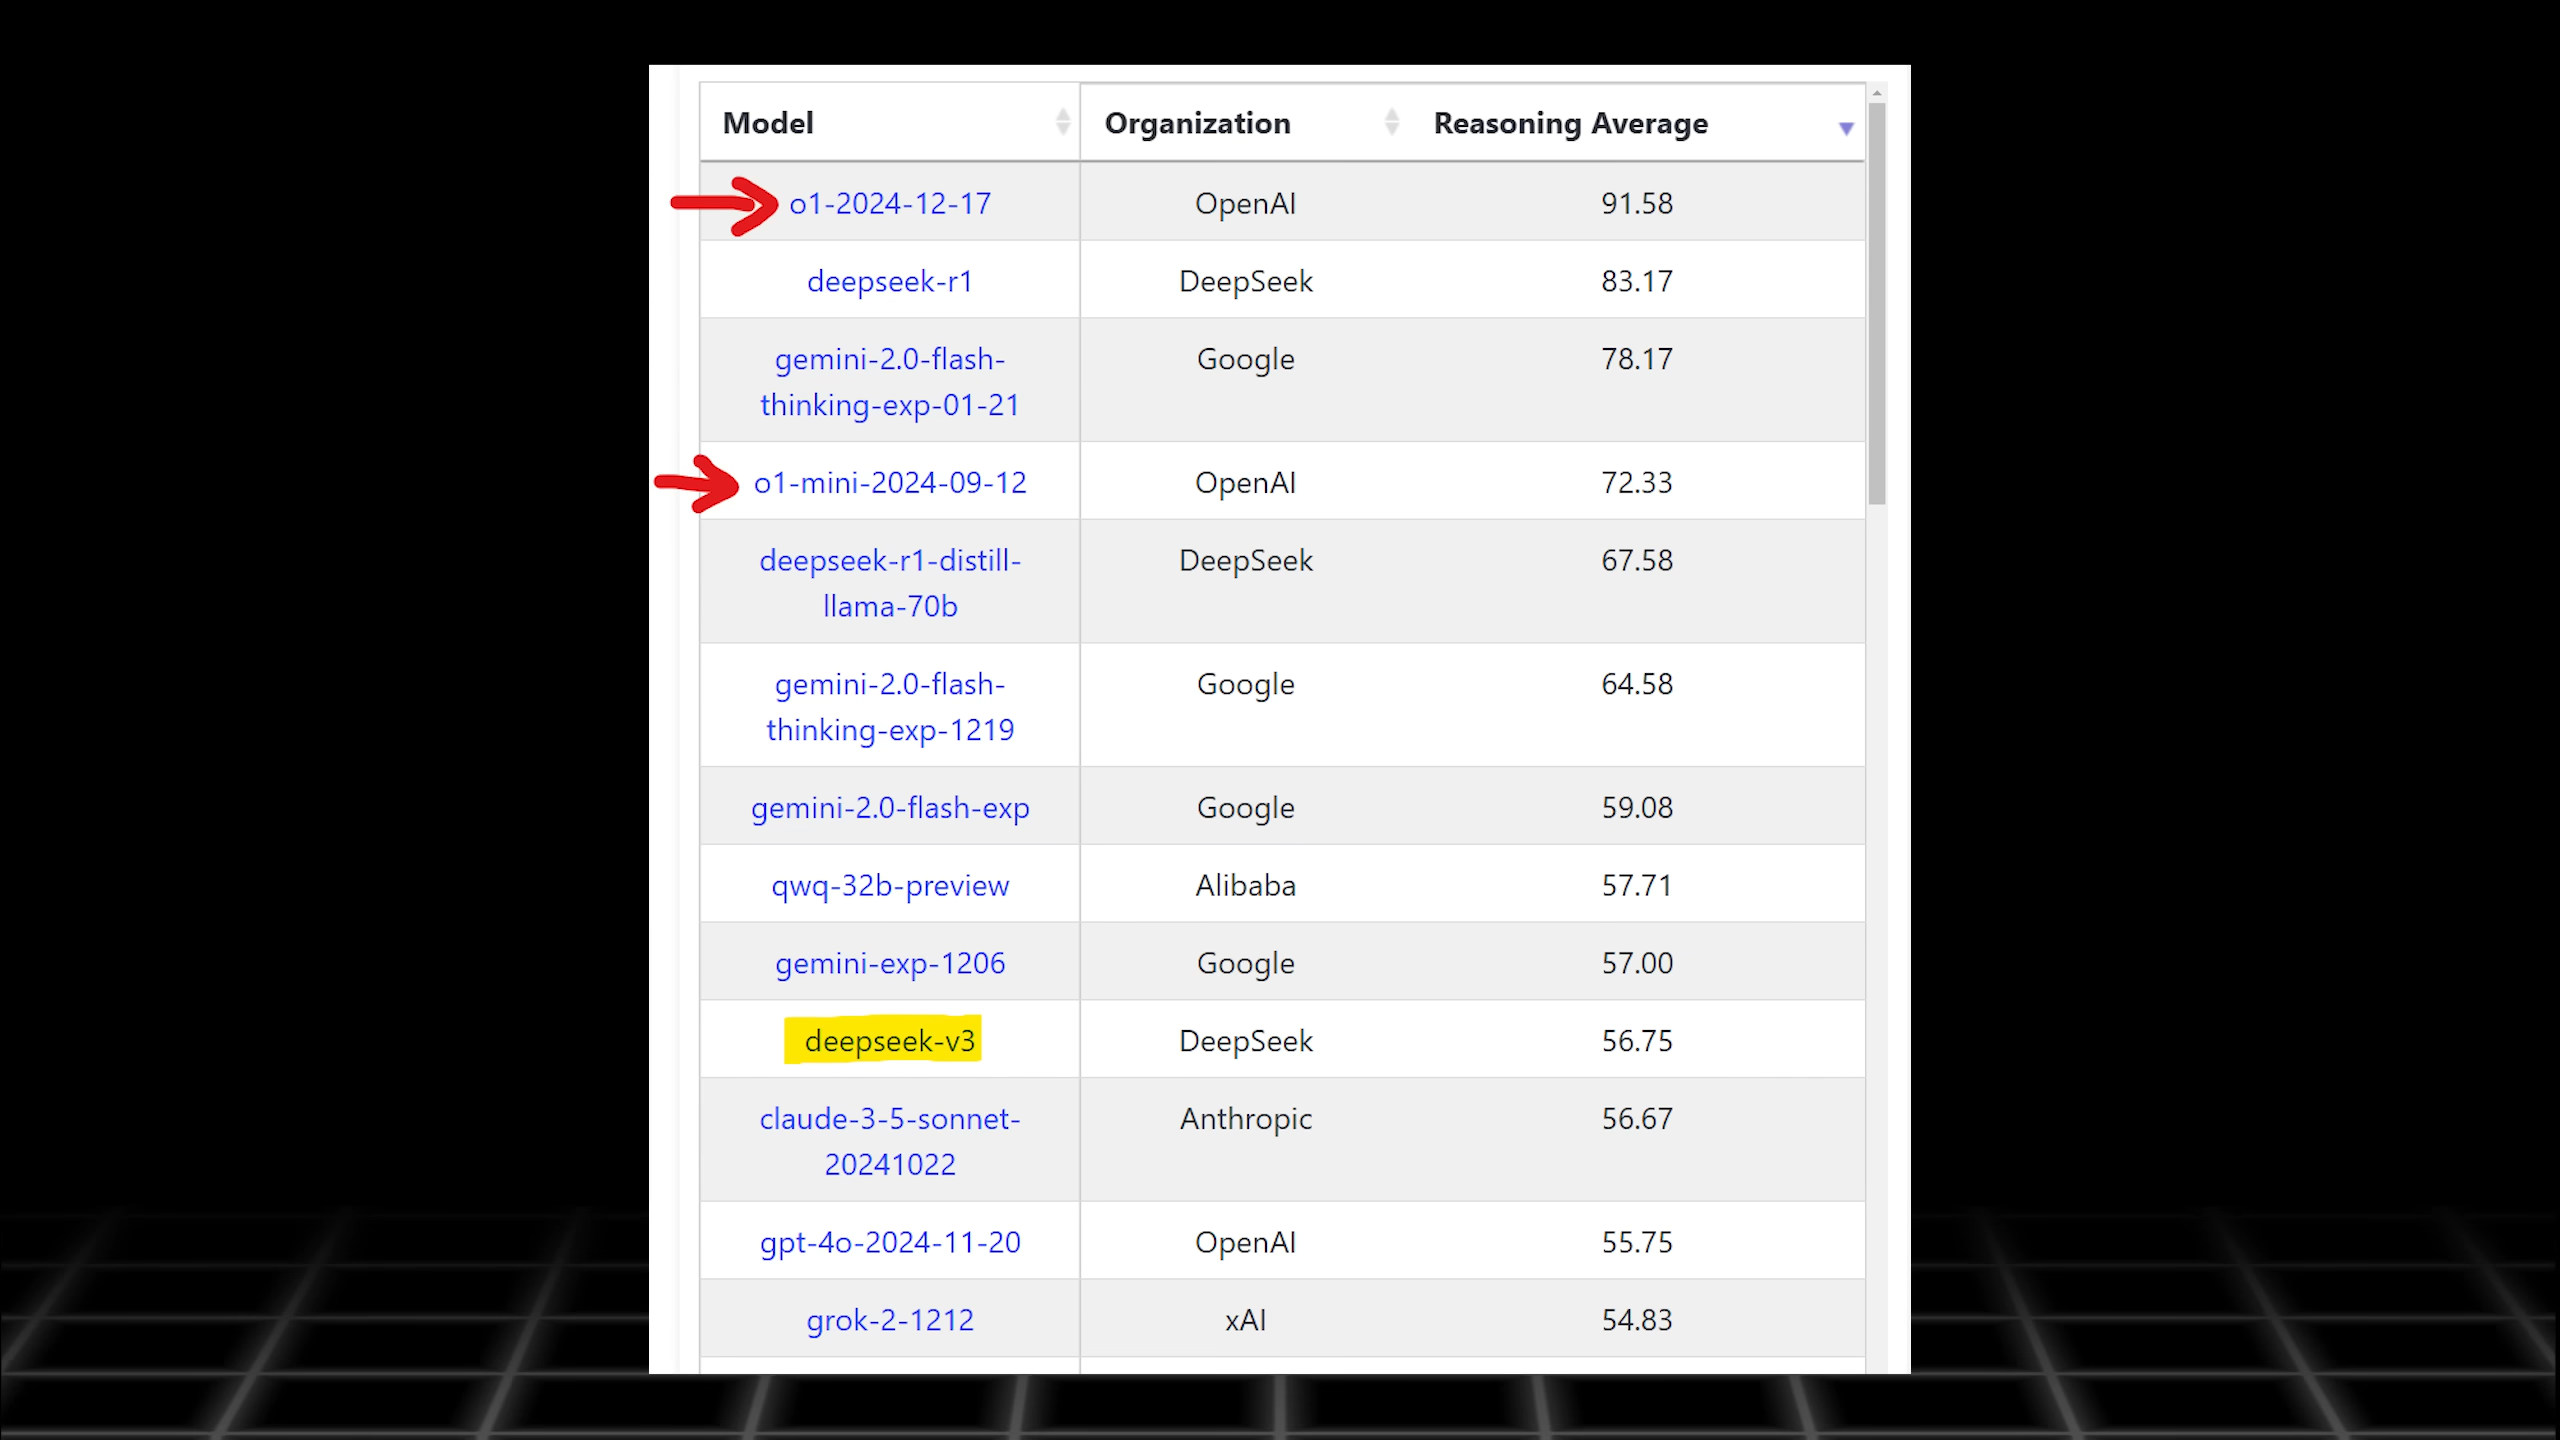 Model Organization Reasoning Average
o1-2024-12-17 OpenAI 91.58
deepseek-r1 DeepSeek 83.17
gemini-2.0-flash- Google 78.17
thinking-exp-01-21
o1-mini-2024-09-12 OpenAI 72.33
deepseek-r1-distill- DeepSeek 67.58
llama-70b
gemini-2.0-flash- Google 64.58
thinking-exp-1219
gemini-2.0-flash-exp Google 59.08
qwq-32b-preview Alibaba 57.71
gemini-exp-1206 Google 57.00
deepseek-v3 DeepSeek 56.75
claude-3-5-sonnet- Anthropic 56.67
20241022
gpt-4o-2024-11-20 OpenAI 55.75
grok-2-1212 xAI 54.83